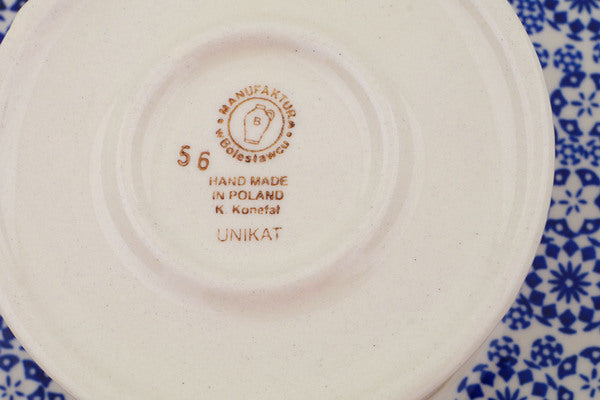 MANUFAKTURA
w Bolesławcu
B
56
HAND MADE
IN POLAND
K. Konefał
UNIKAT